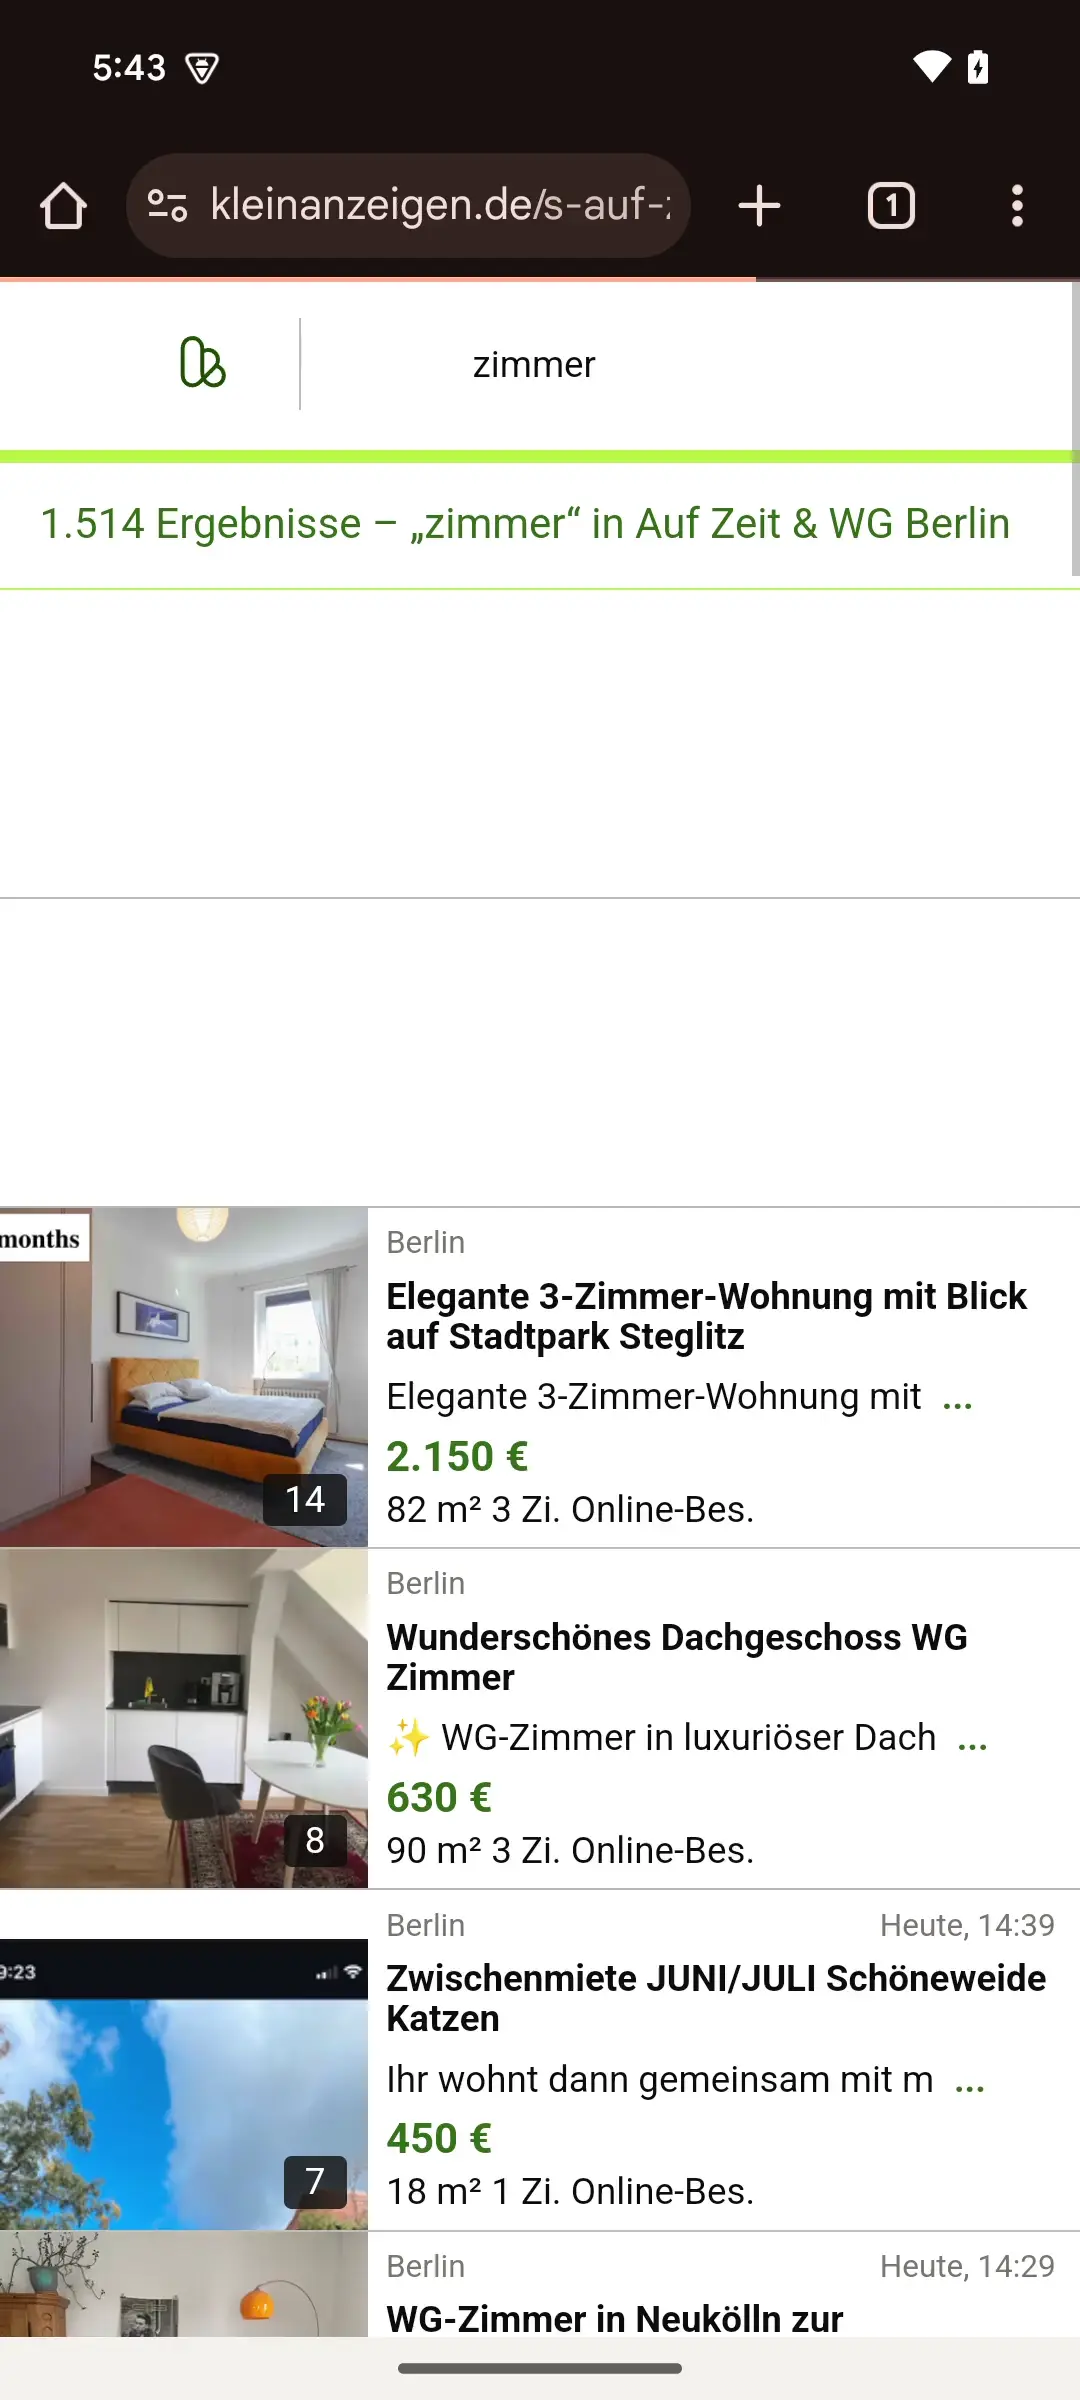 5:43
kleinanzeigen.de/s-auf-
1
zimmer
1.514 Ergebnisse – „zimmer“ in Auf Zeit & WG Berlin
months
14
Berlin
Elegante 3-Zimmer-Wohnung mit Blick
auf Stadtpark Steglitz
Elegante 3-Zimmer-Wohnung mit ...
2.150 €
82 m² 3 Zi. Online-Bes.
8
Berlin
Wunderschönes Dachgeschoss WG
Zimmer
✨ WG-Zimmer in luxuriöser Dach ...
630 €
90 m² 3 Zi. Online-Bes.
9:23
7
Berlin Heute, 14:39
Zwischenmiete JUNI/JULI Schöneweide
Katzen
Ihr wohnt dann gemeinsam mit m ...
450 €
18 m² 1 Zi. Online-Bes.
Berlin Heute, 14:29
WG-Zimmer in Neukölln zur